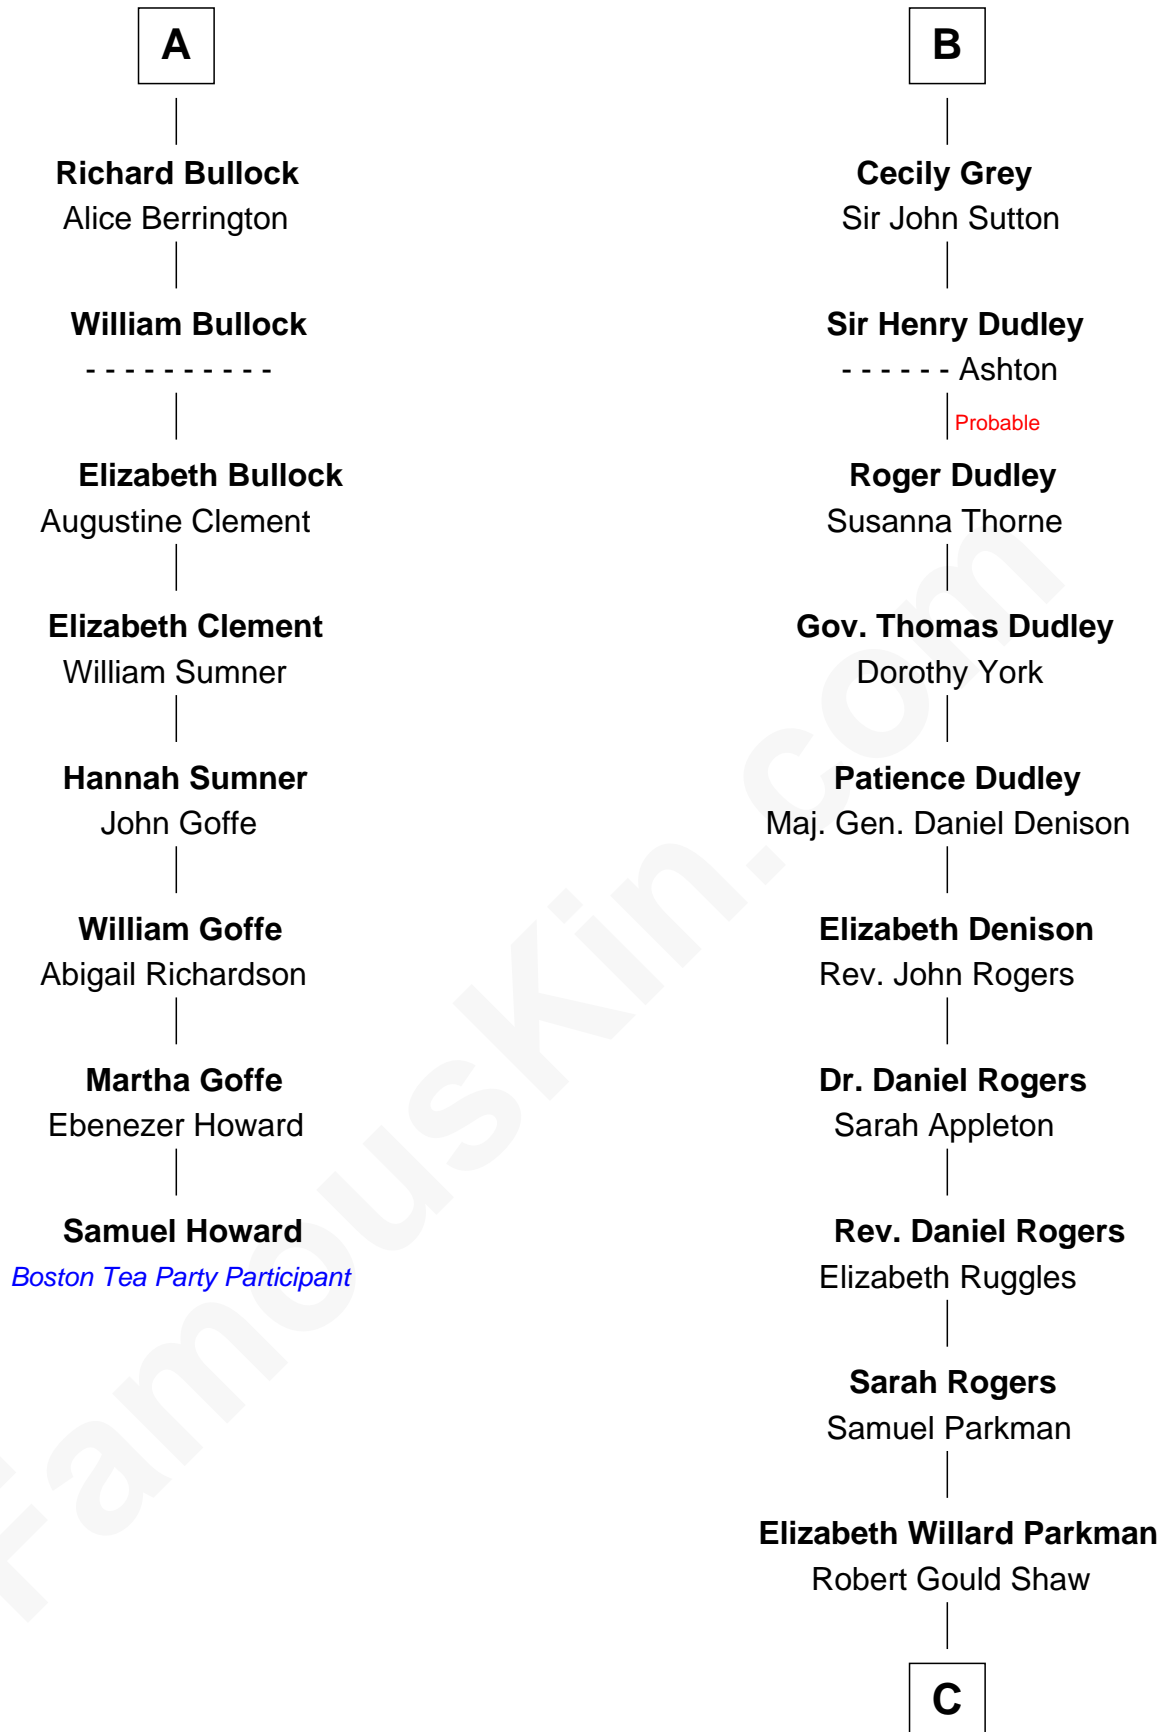 A
Richard Bullock
Alice Berrington
William Bullock
- - - - - - - - - -
Elizabeth Bullock
Augustine Clement
Elizabeth Clement
William Sumner
Hannah Sumner
John Goffe
William Goffe
Abigail Richardson
Martha Goffe
Ebenezer Howard
Samuel Howard
Boston Tea Party Participant
B
Cecily Grey
Sir John Sutton
Sir Henry Dudley
- - - - - - Ashton
Probable
Roger Dudley
Susanna Thorne
Gov. Thomas Dudley
Dorothy York
Patience Dudley
Maj. Gen. Daniel Denison
Elizabeth Denison
Rev. John Rogers
Dr. Daniel Rogers
Sarah Appleton
Rev. Daniel Rogers
Elizabeth Ruggles
Sarah Rogers
Samuel Parkman
Elizabeth Willard Parkman
Robert Gould Shaw
C
FamousKin.com